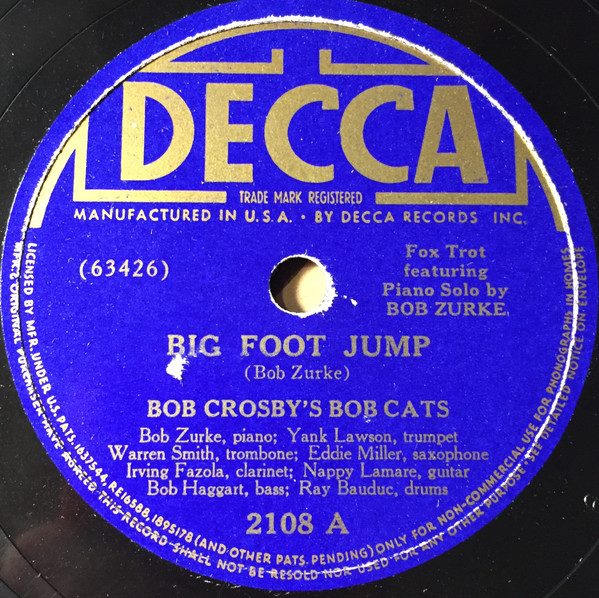 DECCA
TRADE MARK REGISTERED
MANUFACTURED IN U.S.A. • BY DECCA RECORDS INC.
(63426)
Fox Trot
featuring
Piano Solo by
BOB ZURKE
BIG FOOT JUMP
(Bob Zurke)
BOB CROSBY'S BOB CATS
Bob Zurke, piano; Yank Lawson, trumpet
Warren Smith, trombone; Eddie Miller, saxophone
Irving Fazola, clarinet; Nappy Lamare, guitar
Bob Haggart, bass; Ray Bauduc, drums
2108 A
LICENSED BY MFR. UNDER U.S. PATS. 1637544, RE16588, 1895178 (AND OTHER PATS. PENDING) ONLY FOR NON-COMMERCIAL USE FOR PHONOGRAPHS IN HOMES
MFR. & ORIGINAL PURCHASER HAVE AGREED THIS RECORD SHALL NOT BE RESOLD NOR USED FOR ANY OTHER PURPOSE SEE DETAILED NOTICE ON ENVELOPE